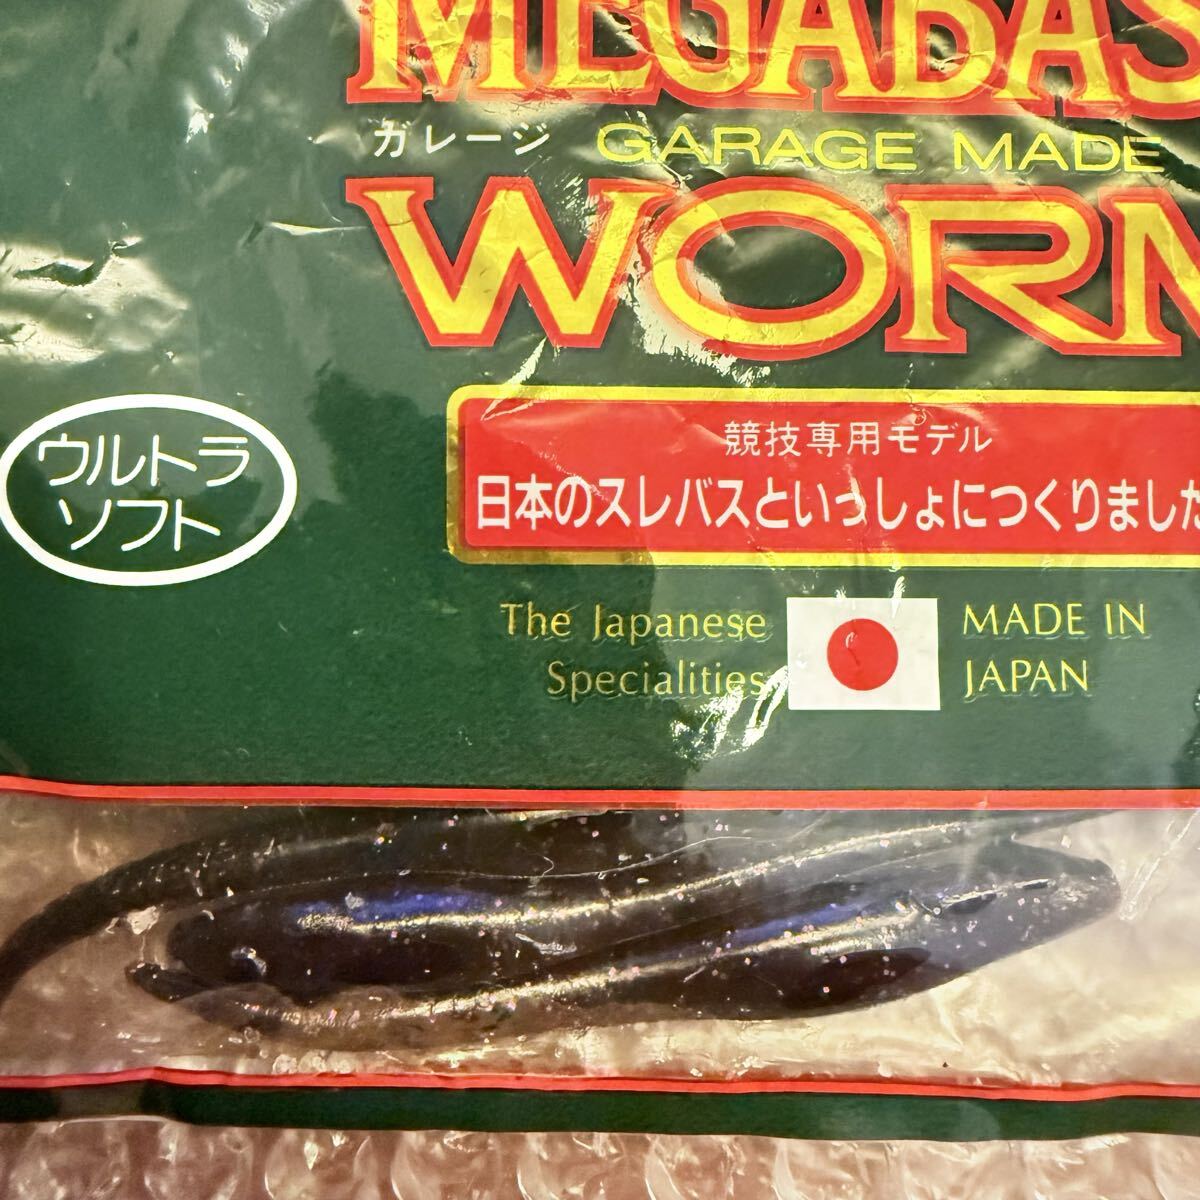 MEGABAS
ガレージ GARAGE MADE
WORM
ウルトラ
ソフト
競技専用モデル
日本のスレバスといっしょにつくりました
The Japanese
Specialities
MADE IN
JAPAN